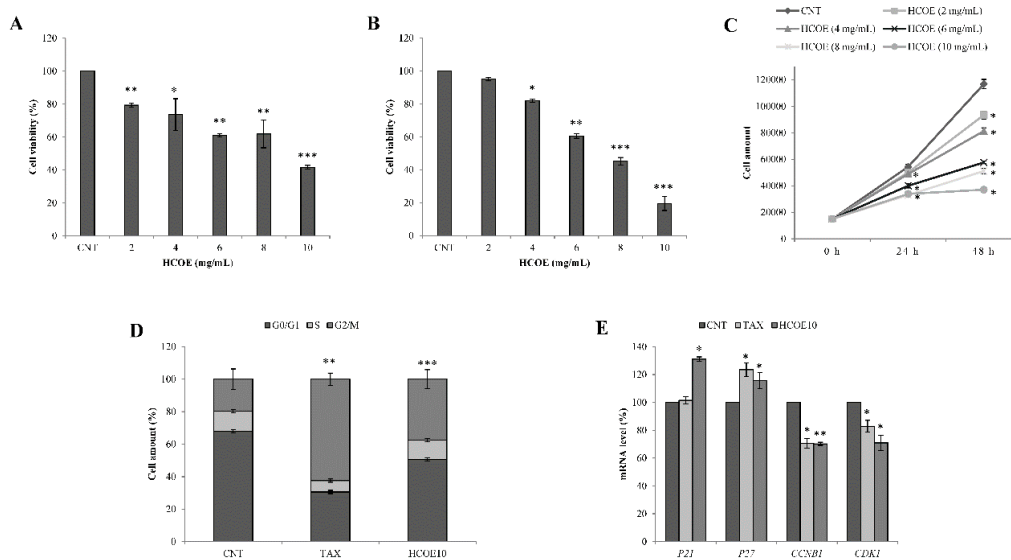 A
Cell viability (%)
120
100
80
60
40
20
0
**
*
**
**
***
CNT 2 4 6 8 10
HCOE (mg/mL)
B
Cell viability (%)
120
100
80
60
40
20
0
*
**
***
***
CNT 2 4 6 8 10
HCOE (mg/mL)
C
CNT HCOE (2 mg/mL)
HCOE (4 mg/mL) HCOE (6 mg/mL)
HCOE (8 mg/mL) HCOE (10 mg/mL)
Cell amount
120000
100000
80000
60000
40000
20000
0
*
*
*
*
*
*
*
*
0 h 24 h 48 h
D
G0/G1 S G2/M
Cell amount (%)
120
100
80
60
40
20
0
**
***
CNT TAX HCOE10
E
CNT TAX HCOE10
mRNA level (%)
140
120
100
80
60
40
20
0
*
* *
* **
* *
P21 P27 CCNB1 CDK1